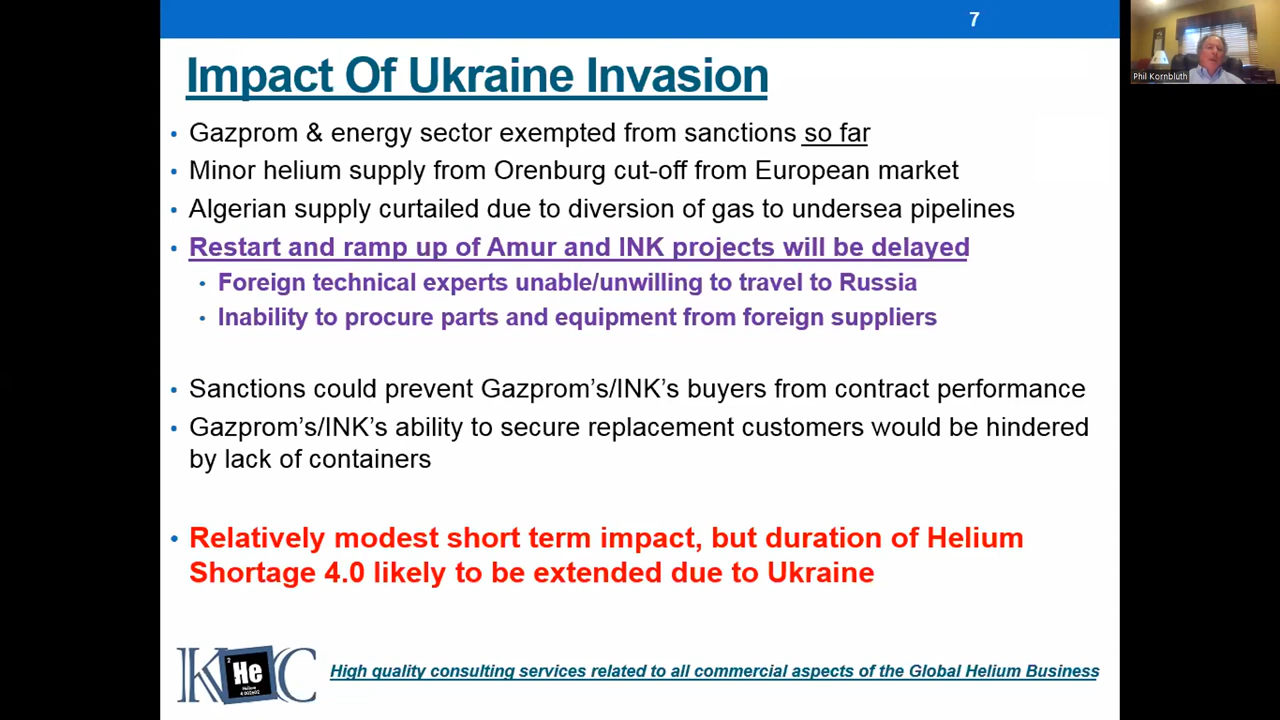 7
Phil Kornbluth
Impact Of Ukraine Invasion
• Gazprom & energy sector exempted from sanctions so far
• Minor helium supply from Orenburg cut-off from European market
• Algerian supply curtailed due to diversion of gas to undersea pipelines
• Restart and ramp up of Amur and INK projects will be delayed
• Foreign technical experts unable/unwilling to travel to Russia
• Inability to procure parts and equipment from foreign suppliers
• Sanctions could prevent Gazprom’s/INK’s buyers from contract performance
• Gazprom’s/INK’s ability to secure replacement customers would be hindered
by lack of containers
• Relatively modest short term impact, but duration of Helium
Shortage 4.0 likely to be extended due to Ukraine
K C
2
He
Helium
4.002602
High quality consulting services related to all commercial aspects of the Global Helium Business